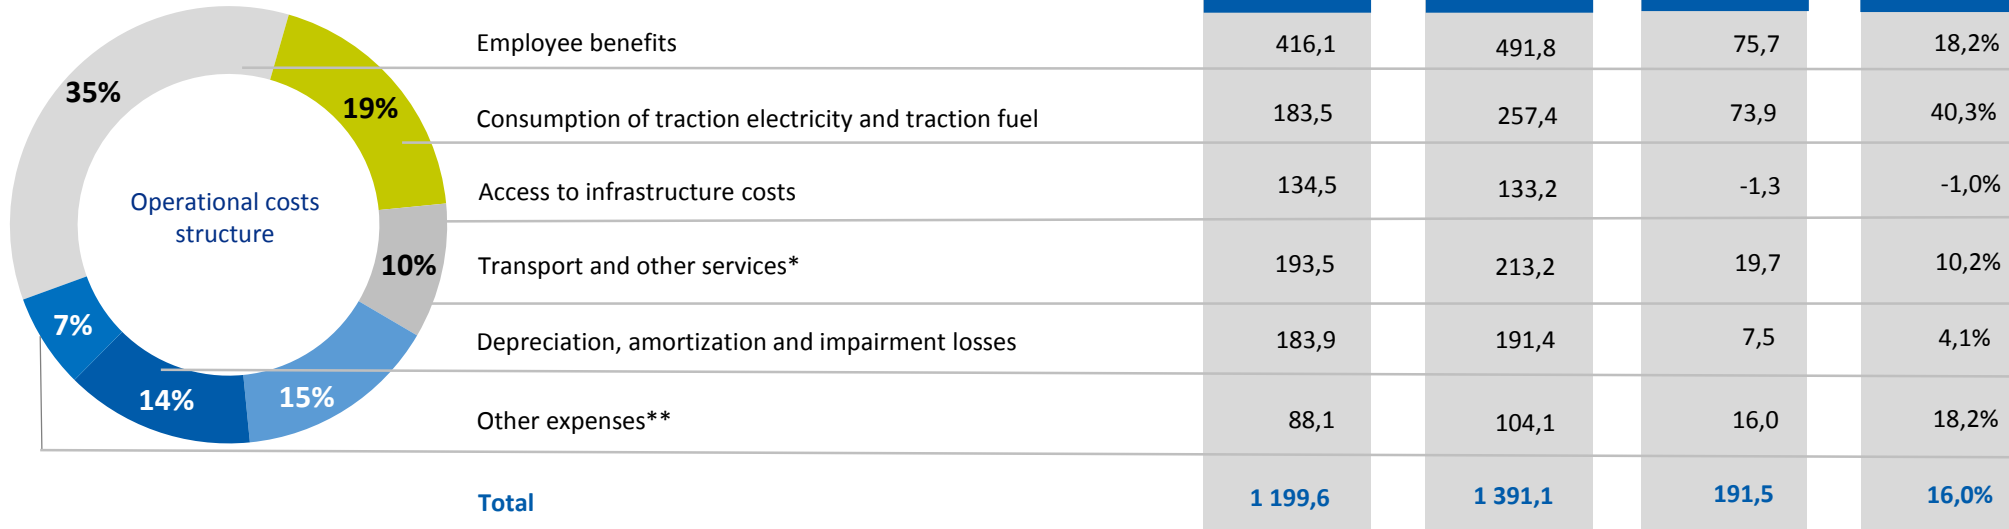 35%
19%
10%
15%
14%
7%
Operational costs
structure
Employee benefits 416,1 491,8 75,7 18,2%
Consumption of traction electricity and traction fuel 183,5 257,4 73,9 40,3%
Access to infrastructure costs 134,5 133,2 -1,3 -1,0%
Transport and other services* 193,5 213,2 19,7 10,2%
Depreciation, amortization and impairment losses 183,9 191,4 7,5 4,1%
Other expenses** 88,1 104,1 16,0 18,2%
Total 1 199,6 1 391,1 191,5 16,0%